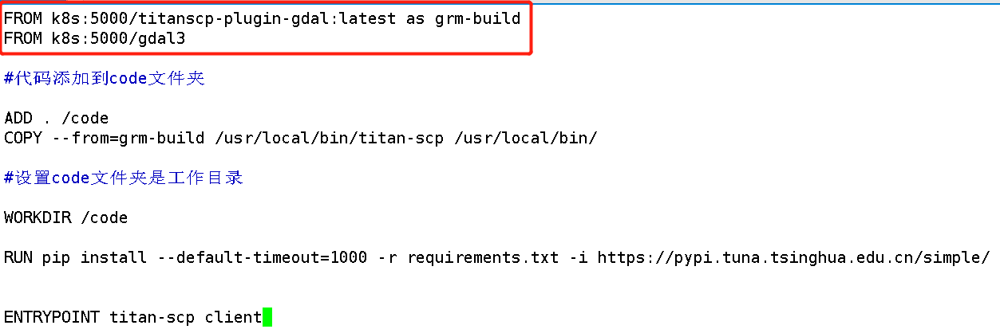 FROM k8s:5000/titanscp-plugin-gdal:latest as grm-build
FROM k8s:5000/gdal3
#代码添加到code文件夹
ADD . /code
COPY --from=grm-build /usr/local/bin/titan-scp /usr/local/bin/
#设置code文件夹是工作目录
WORKDIR /code
RUN pip install --default-timeout=1000 -r requirements.txt -i https://pypi.tuna.tsinghua.edu.cn/simple/
ENTRYPOINT titan-scp client